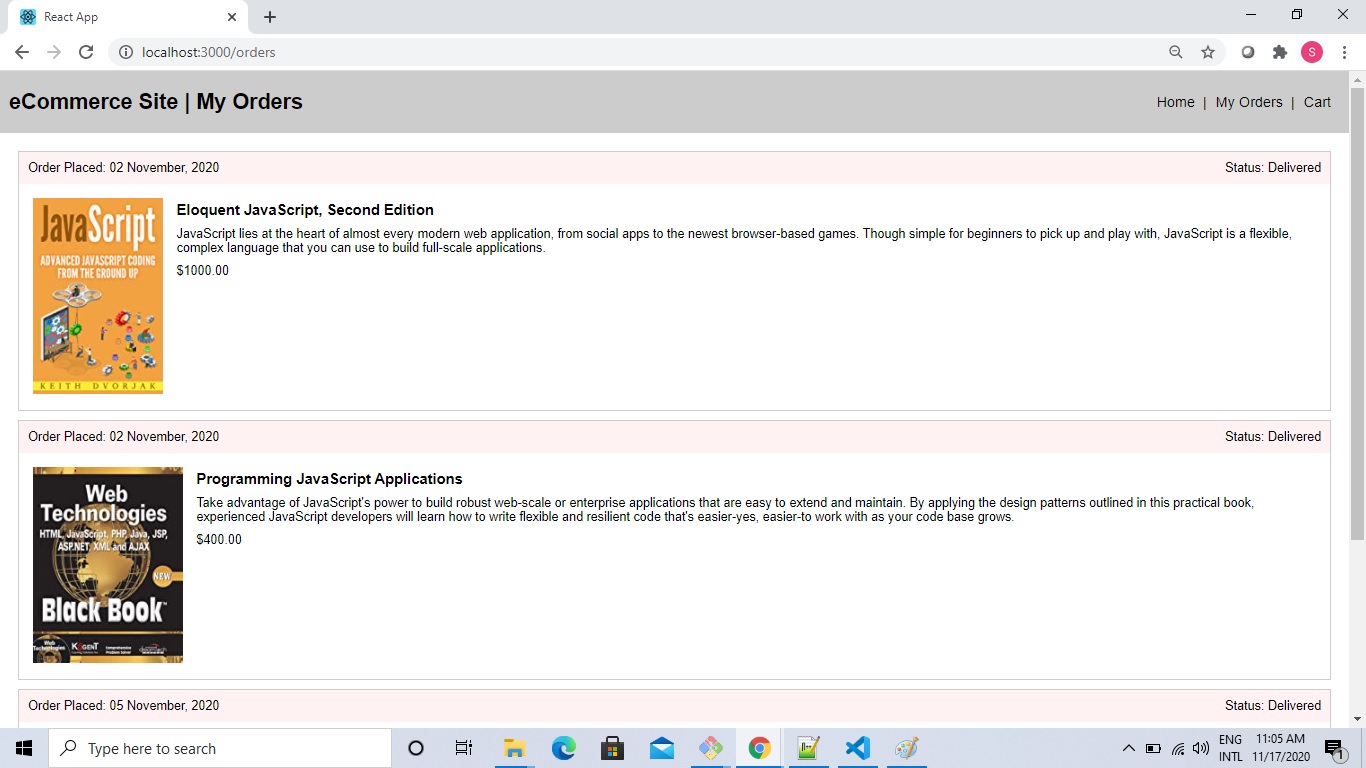 React App
localhost:3000/orders
S
eCommerce Site | My Orders
Home | My Orders | Cart
Order Placed: 02 November, 2020
Status: Delivered
JavaScript
ADVANCED JAVASCRIPT CODING
FROM THE GROUND UP
KEITH DVORJAK
Eloquent JavaScript, Second Edition
JavaScript lies at the heart of almost every modern web application, from social apps to the newest browser-based games. Though simple for beginners to pick up and play with, JavaScript is a flexible,
complex language that you can use to build full-scale applications.
$1000.00
Order Placed: 02 November, 2020
Status: Delivered
Web
Technologies
HTML, JavaScript, PHP, Java, JSP,
ASP.NET, XML and AJAX
NEW
Black Book
Programming JavaScript Applications
Take advantage of JavaScript's power to build robust web-scale or enterprise applications that are easy to extend and maintain. By applying the design patterns outlined in this practical book,
experienced JavaScript developers will learn how to write flexible and resilient code that's easier-yes, easier-to work with as your code base grows.
$400.00
Order Placed: 05 November, 2020
Status: Delivered
Type here to search
ENG
INTL
11:05 AM
11/17/2020
1